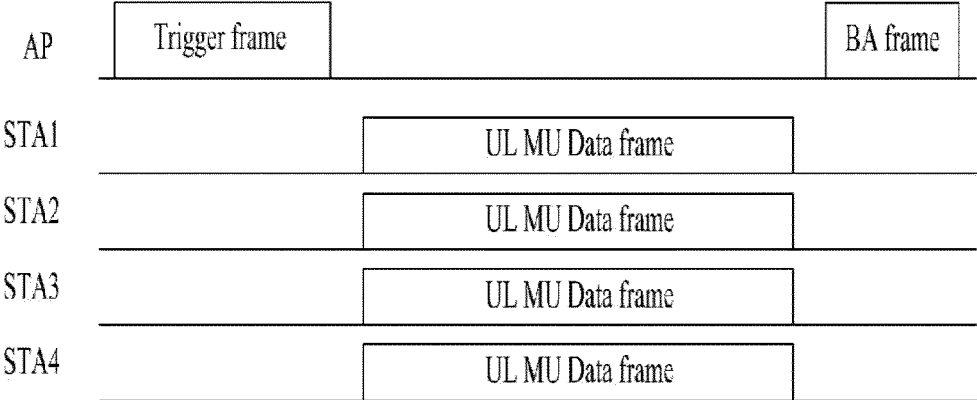 AP Trigger frame BA frame
STA1 UL MU Data frame
STA2 UL MU Data frame
STA3 UL MU Data frame
STA4 UL MU Data frame